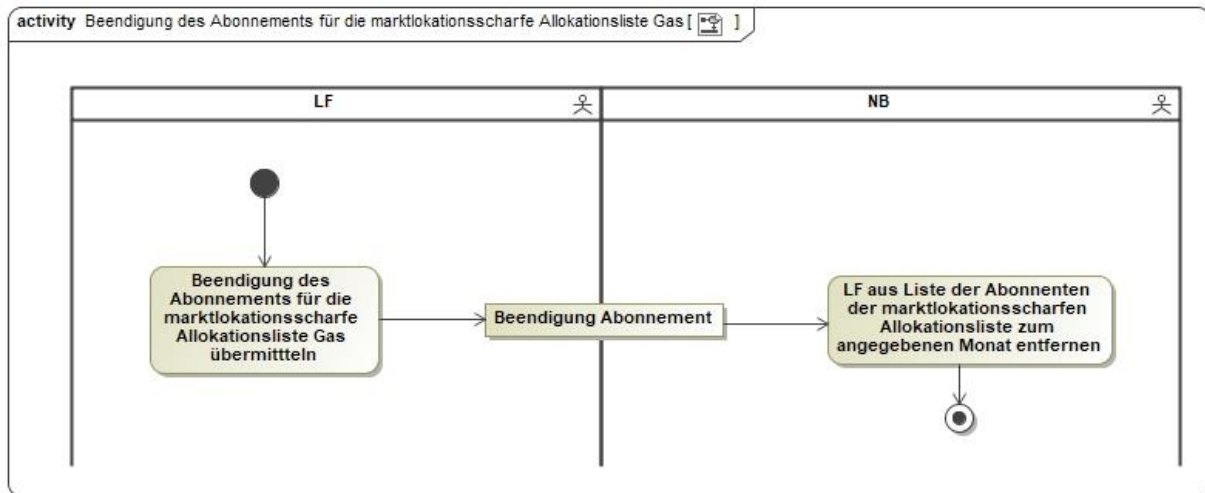 activity Beendigung des Abonnements für die marktlokationsscharfe Allokationsliste Gas [ ]
LF
NB
Beendigung des
Abonnements für die
marktlokationsscharfe
Allokationsliste Gas
übermittteln
Beendigung Abonnement
LF aus Liste der Abonnenten
der marktlokationsscharfen
Allokationsliste zum
angegebenen Monat entfernen